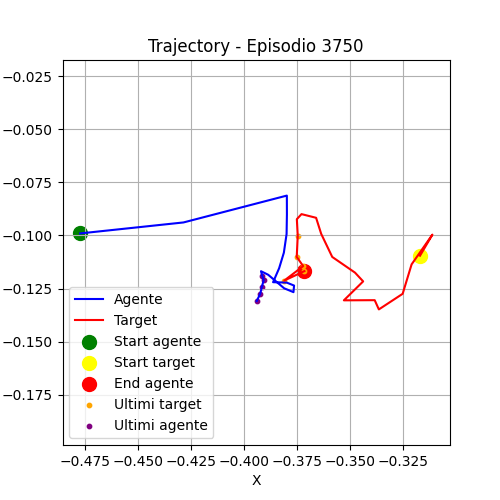 Trajectory - Episodio 3750
−0.025
−0.050
−0.075
−0.100
−0.125
−0.150
−0.175
Agente
Target
Start agente
Start target
End agente
Ultimi target
Ultimi agente
−0.475 −0.450 −0.425 −0.400 −0.375 −0.350 −0.325
X